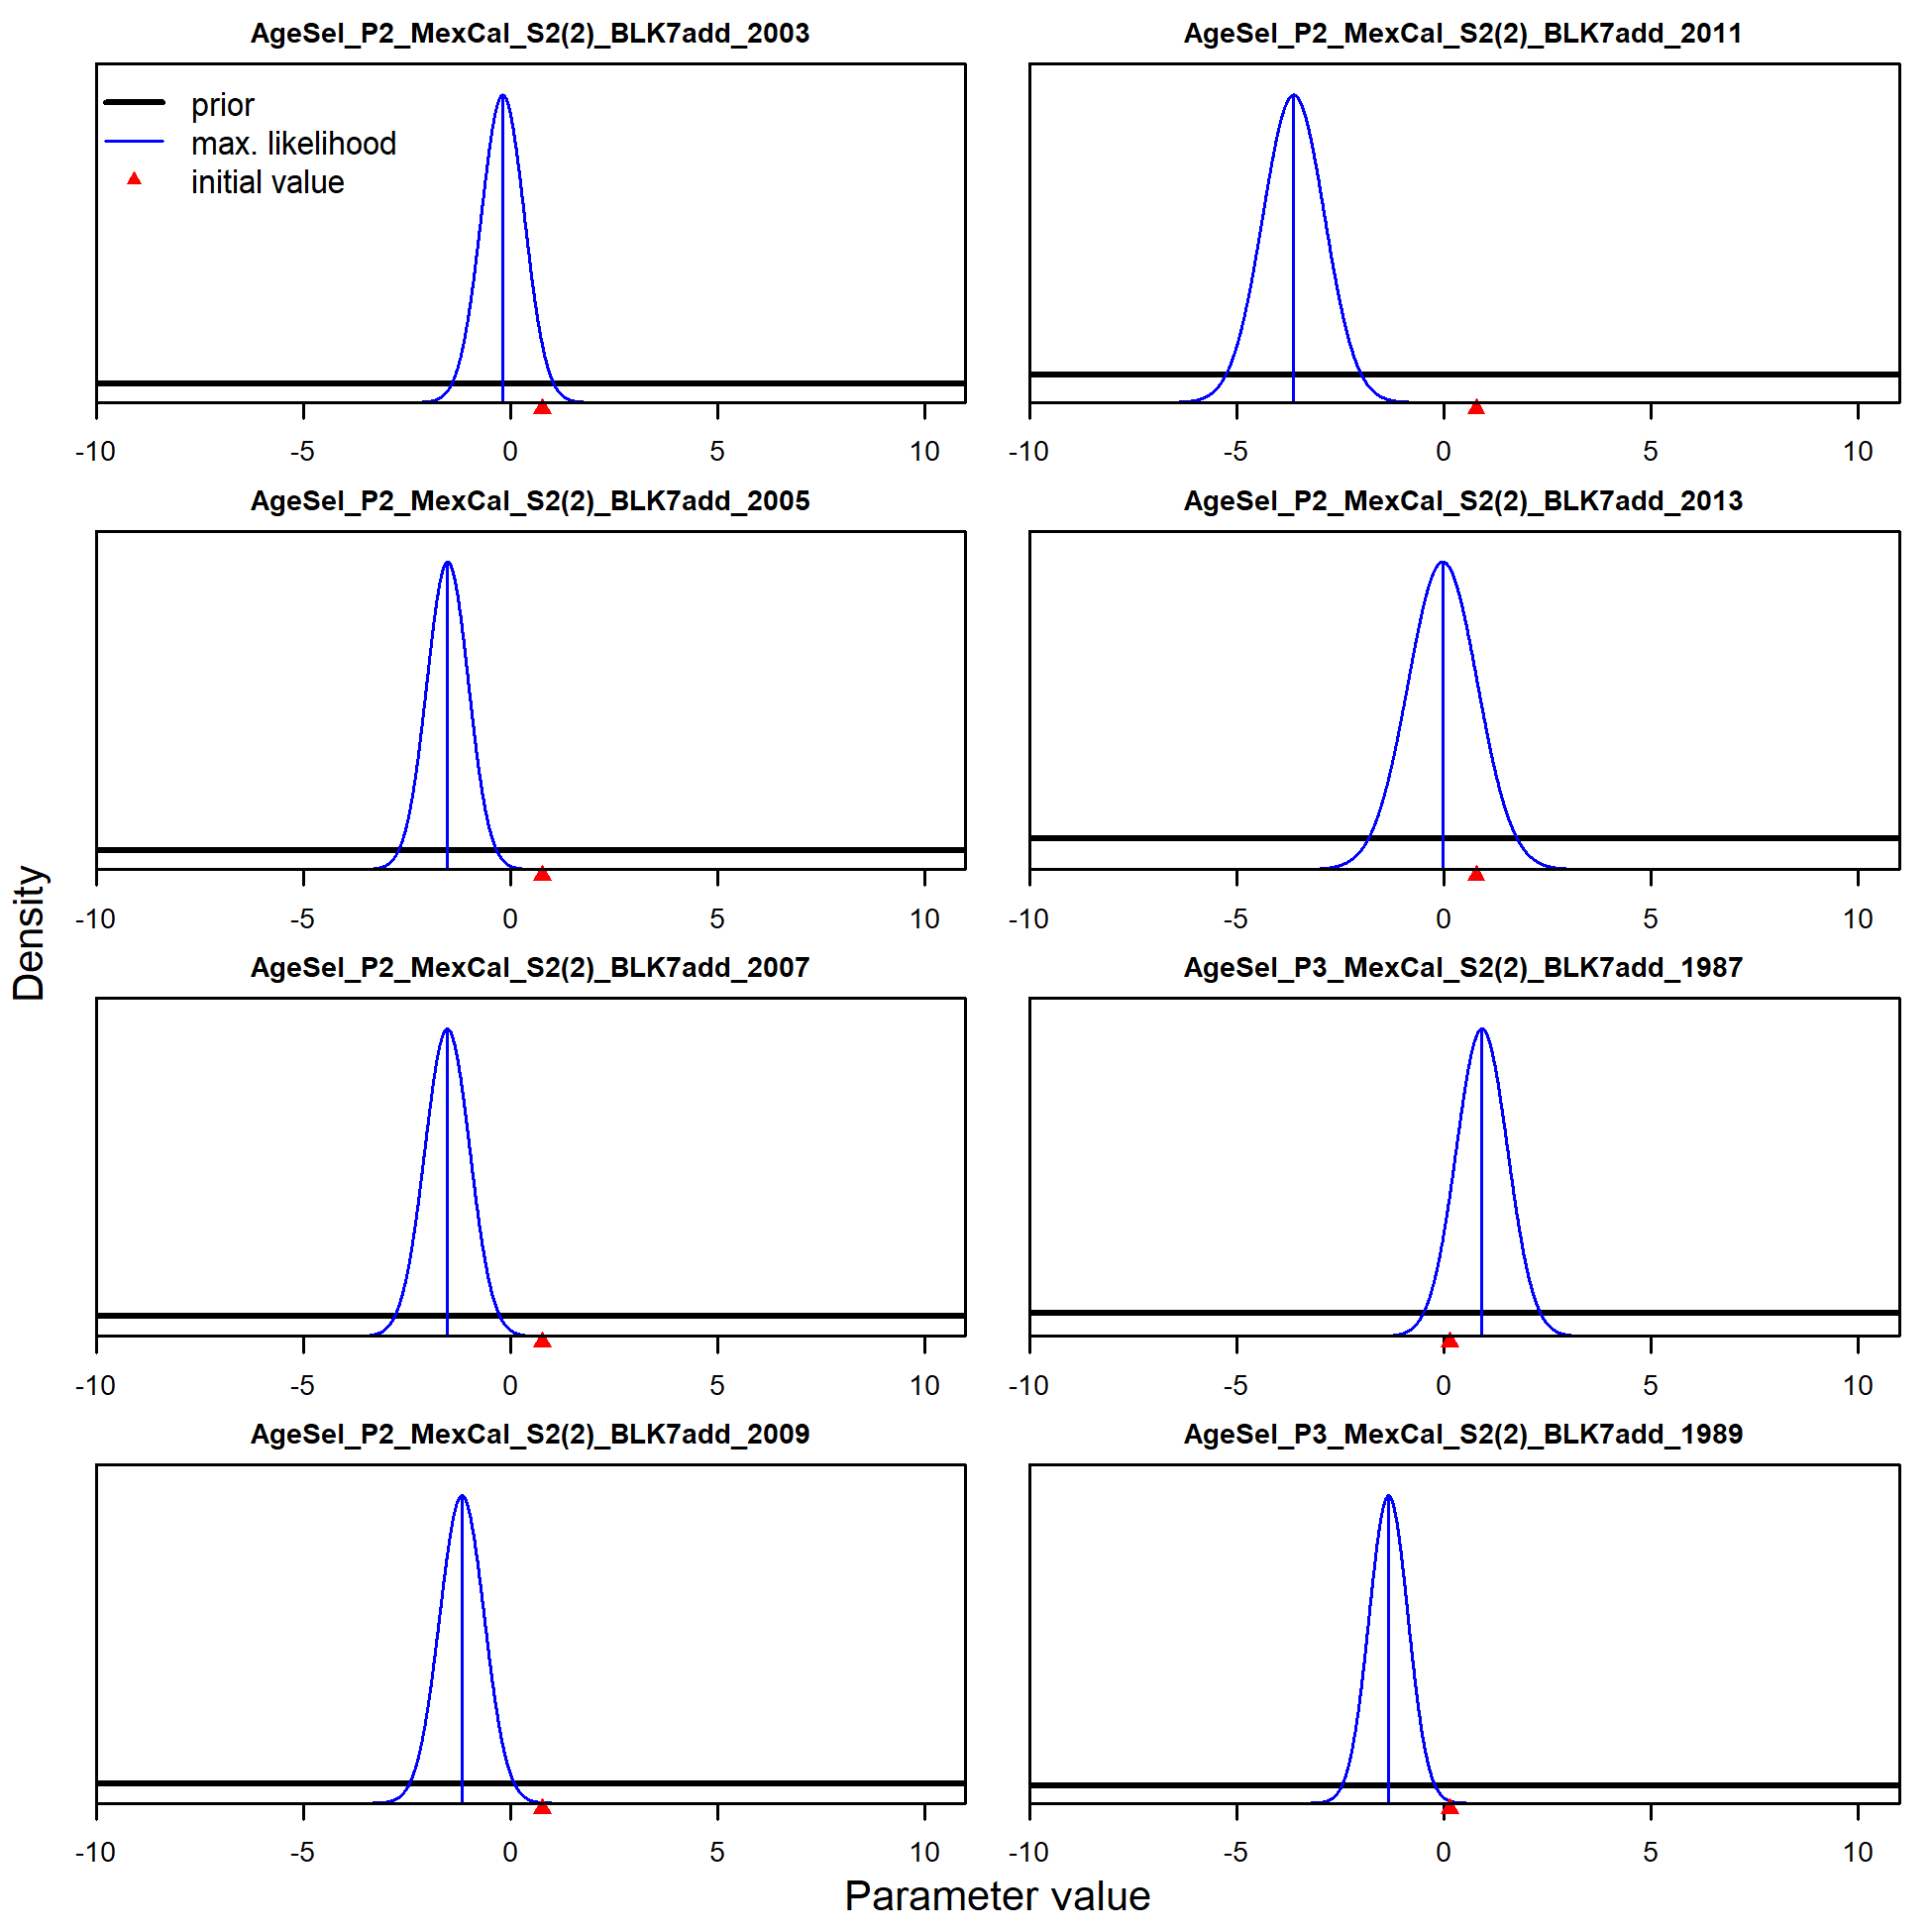 AgeSel_P2_MexCal_S2(2)_BLK7add_2003
prior
max. likelihood
initial value
-10 -5 0 5 10
AgeSel_P2_MexCal_S2(2)_BLK7add_2011
-10 -5 0 5 10
AgeSel_P2_MexCal_S2(2)_BLK7add_2005
-10 -5 0 5 10
AgeSel_P2_MexCal_S2(2)_BLK7add_2013
-10 -5 0 5 10
AgeSel_P2_MexCal_S2(2)_BLK7add_2007
-10 -5 0 5 10
AgeSel_P3_MexCal_S2(2)_BLK7add_1987
-10 -5 0 5 10
AgeSel_P2_MexCal_S2(2)_BLK7add_2009
-10 -5 0 5 10
AgeSel_P3_MexCal_S2(2)_BLK7add_1989
-10 -5 0 5 10
Density
Parameter value